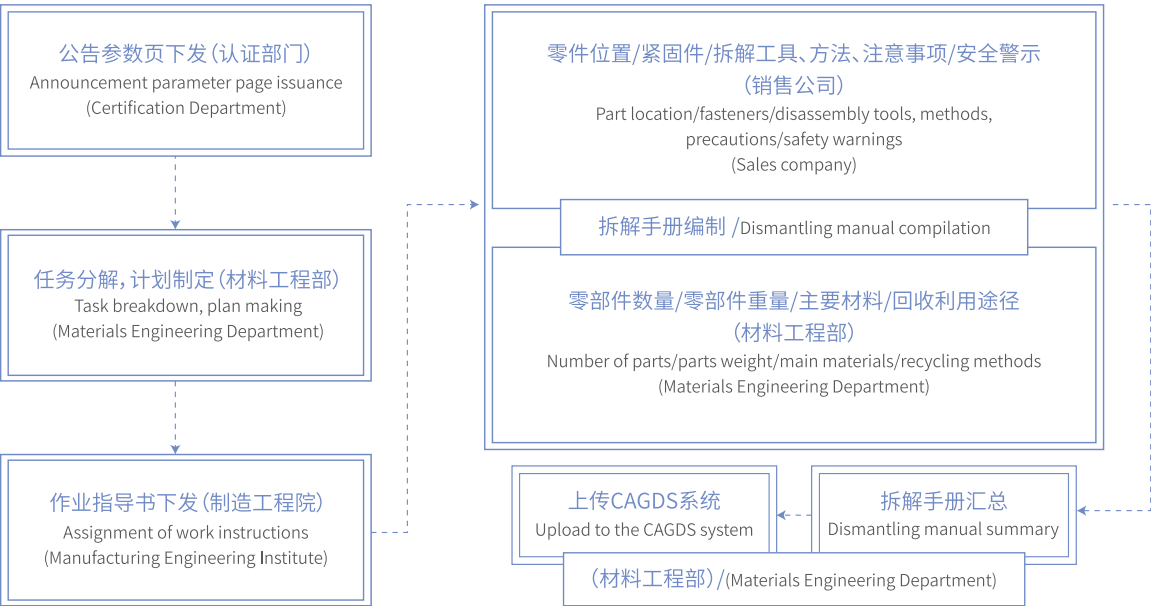 公告参数页下发（认证部门）
Announcement parameter page issuance
(Certification Department)
任务分解，计划制定（材料工程部）
Task breakdown, plan making
(Materials Engineering Department)
作业指导书下发（制造工程院）
Assignment of work instructions
(Manufacturing Engineering Institute)
零件位置/紧固件/拆解工具、方法、注意事项/安全警示
（销售公司）
Part location/fasteners/disassembly tools, methods,
precautions/safety warnings
(Sales company)
拆解手册编制 /Dismantling manual compilation
零部件数量/零部件重量/主要材料/回收利用途径
（材料工程部）
Number of parts/parts weight/main materials/recycling methods
(Materials Engineering Department)
拆解手册汇总
Dismantling manual summary
上传CAGDS系统
Upload to the CAGDS system
（材料工程部）/(Materials Engineering Department)